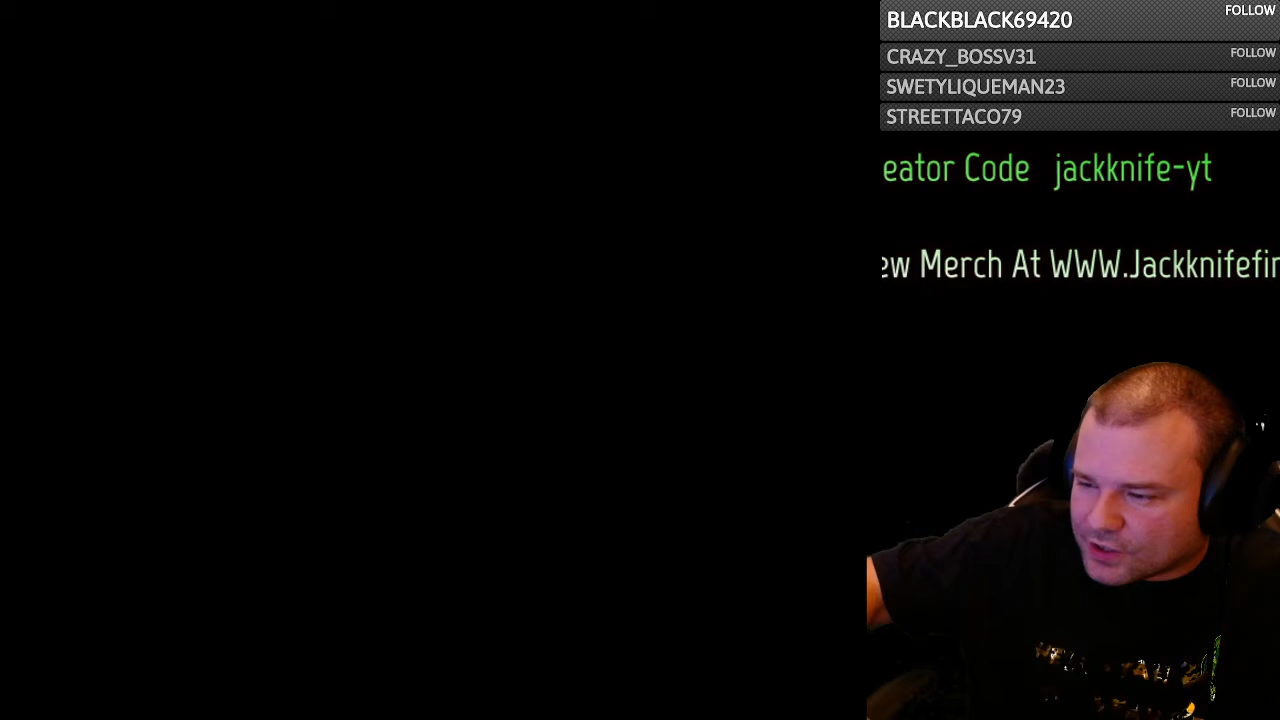 BLACKBLACK69420 FOLLOW
CRAZY_BOSSV31 FOLLOW
SWETYLIQUEMAN23 FOLLOW
STREETTACO79 FOLLOW
eator Code jackknife-yt
ew Merch At WWW.Jackknifefir